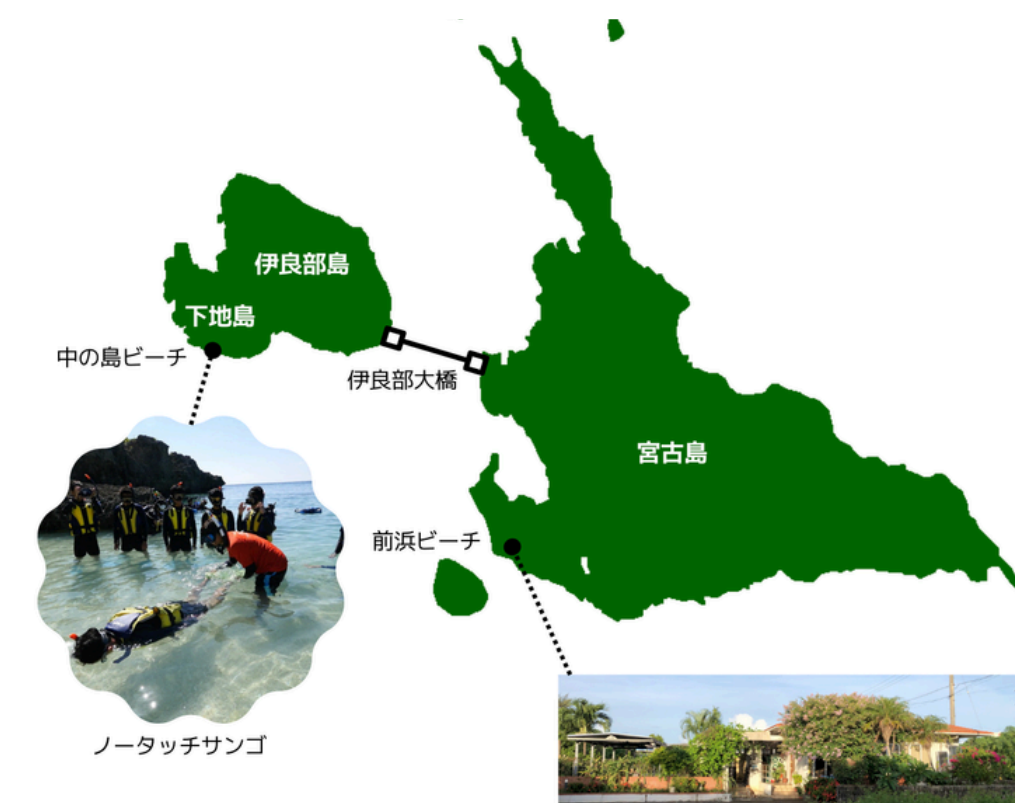 伊良部島
下地島
中の島ビーチ
伊良部大橋
宮古島
前浜ビーチ
ノータッチサンゴ